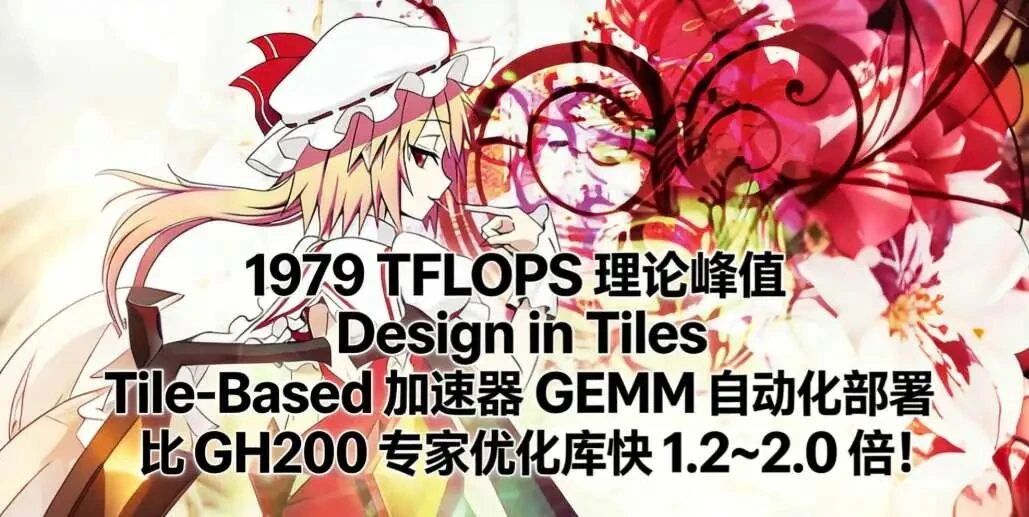 1979 TFLOPS 理论峰值
Design in Tiles
Tile-Based 加速器 GEMM 自动化部署
比 GH200 专家优化库快 1.2~2.0 倍！